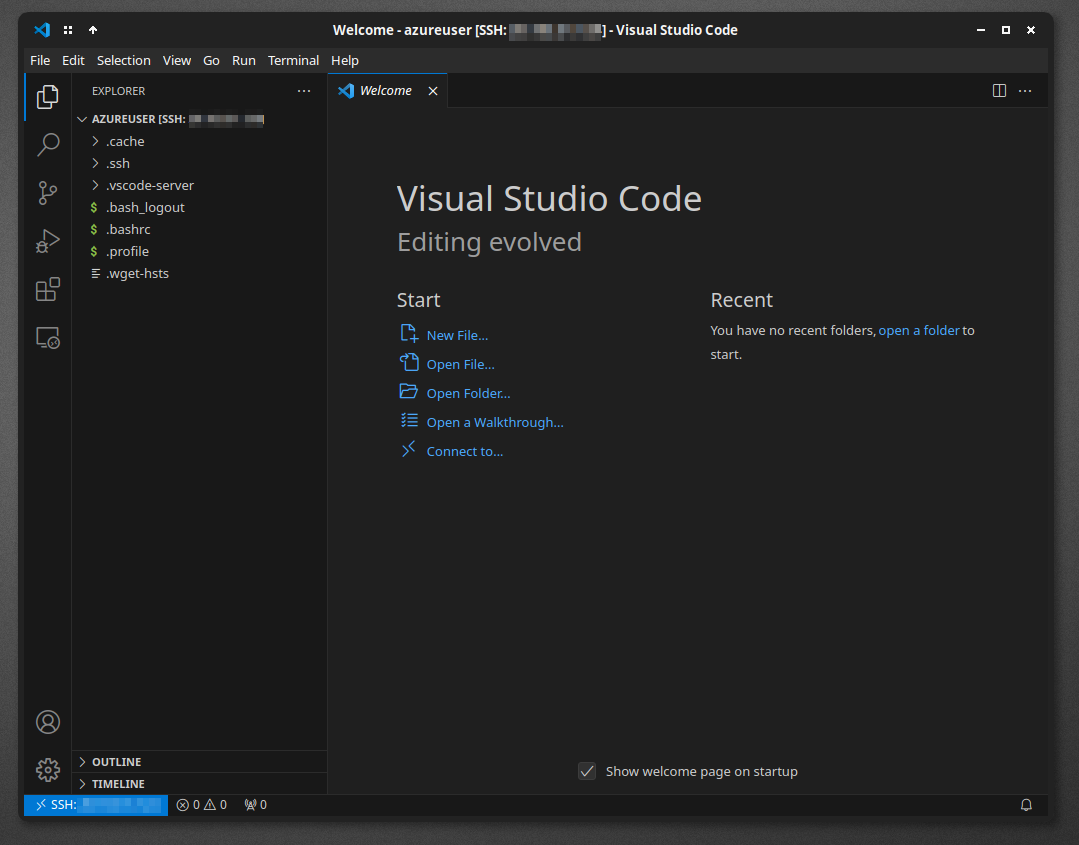 Welcome - azureuser [SSH: ] - Visual Studio Code
File Edit Selection View Go Run Terminal Help
EXPLORER
Welcome
AZUREUSER [SSH:
.cache
.ssh
.vscode-server
$ .bash_logout
$ .bashrc
$ .profile
.wget-hsts
Visual Studio Code
Editing evolved
Start
New File...
Open File...
Open Folder...
Open a Walkthrough...
Connect to...
Recent
You have no recent folders, open a folder to
start.
Show welcome page on startup
OUTLINE
TIMELINE
SSH:
0 0 0